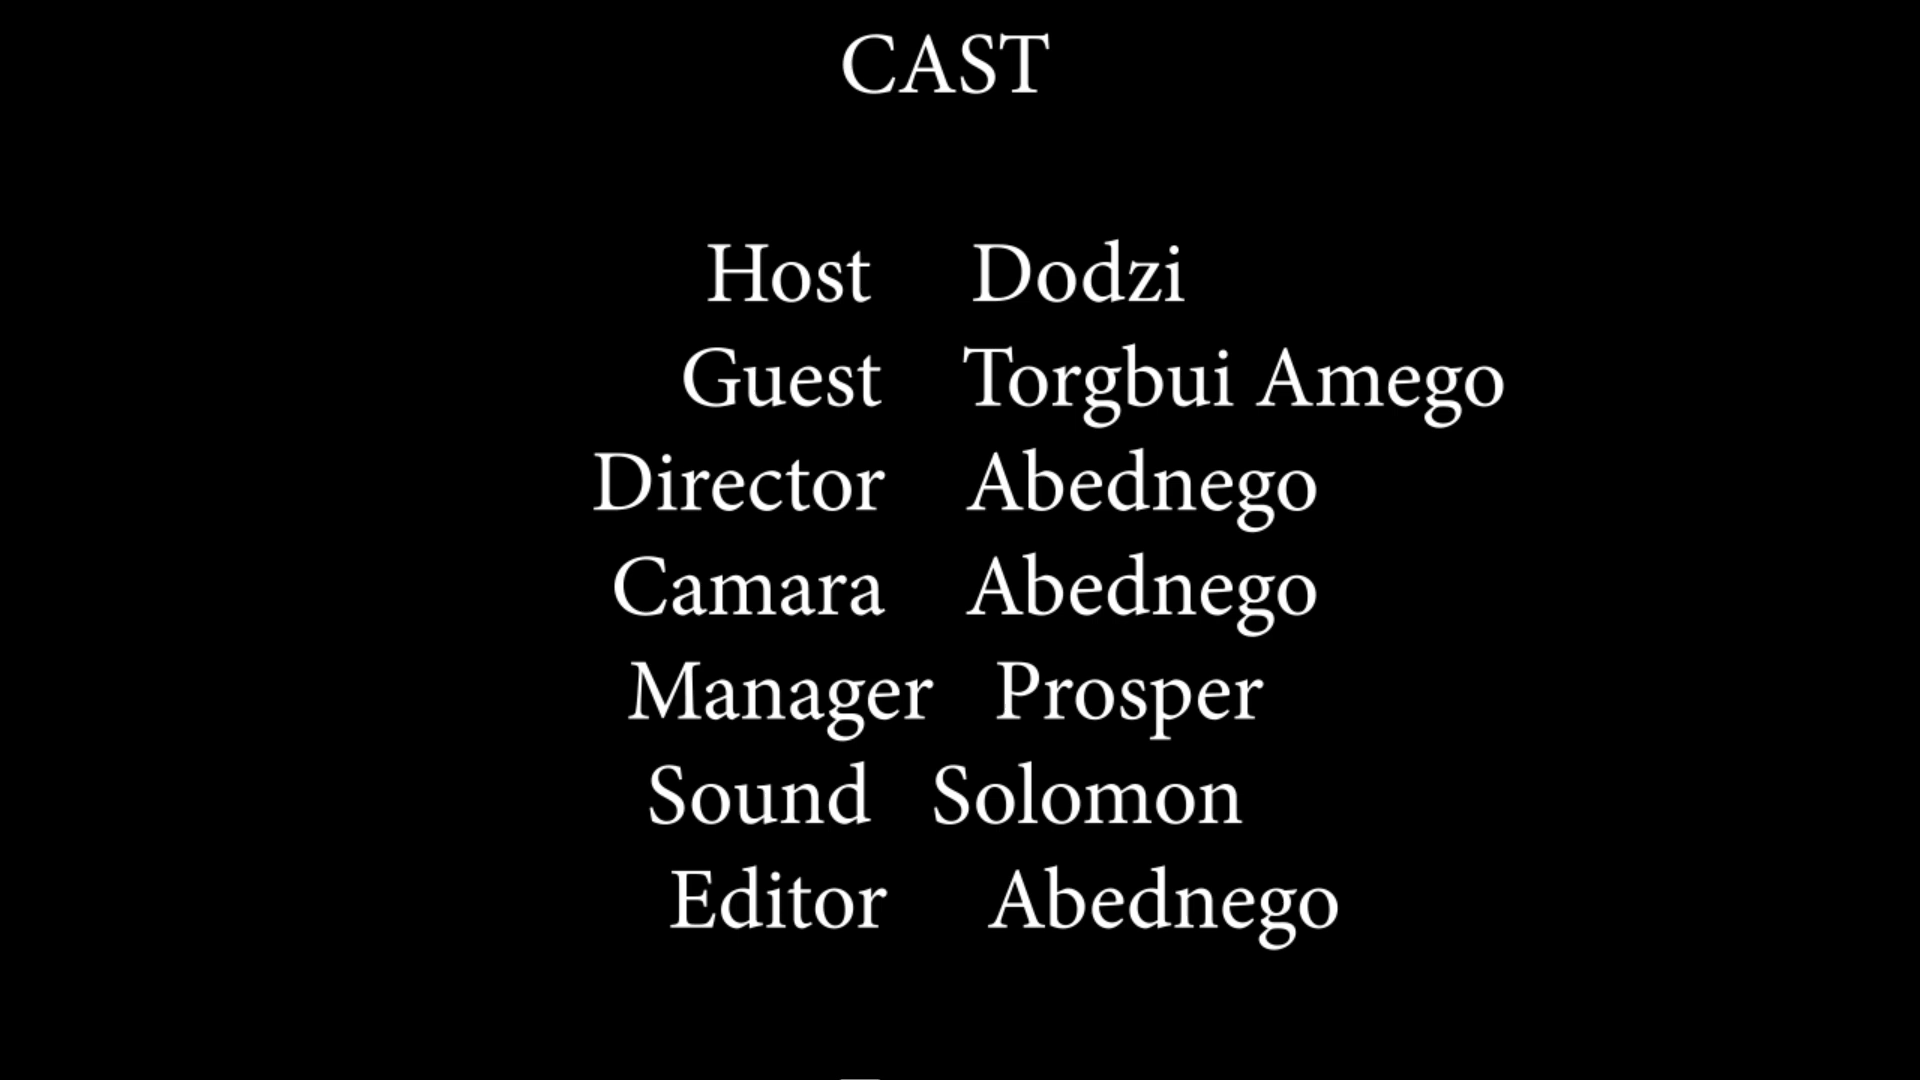 CAST
Host Dodzi
Guest Torgbui Amego
Director Abednego
Camara Abednego
Manager Prosper
Sound Solomon
Editor Abednego